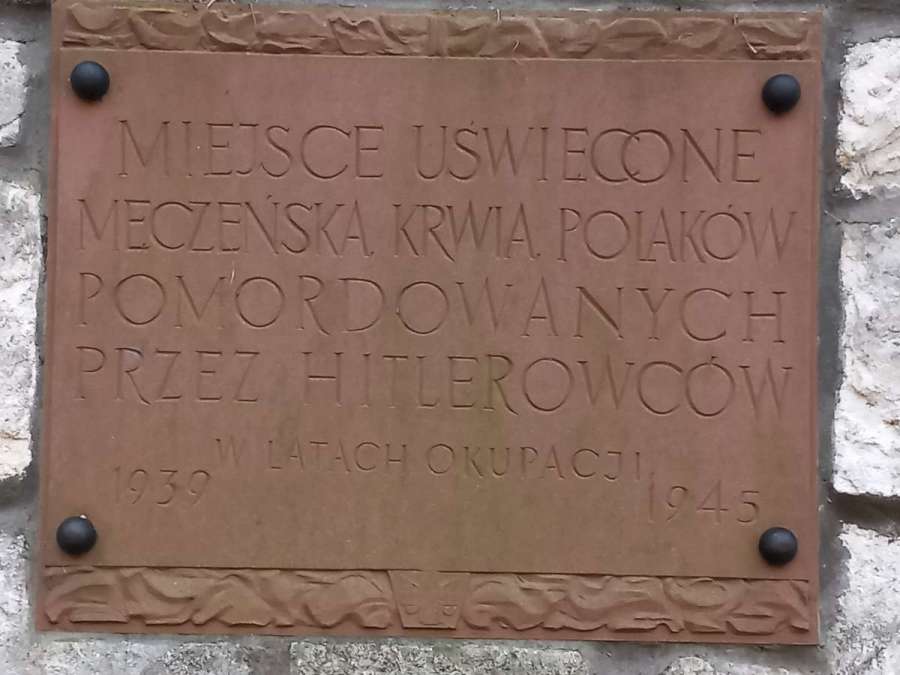 MIEJSCE UŚWIĘCONE
MĘCZEŃSKĄ KRWIĄ POLAKÓW
POMORDOWANYCH
PRZEZ HITLEROWCÓW
W LATACH OKUPACJI
1939 1945